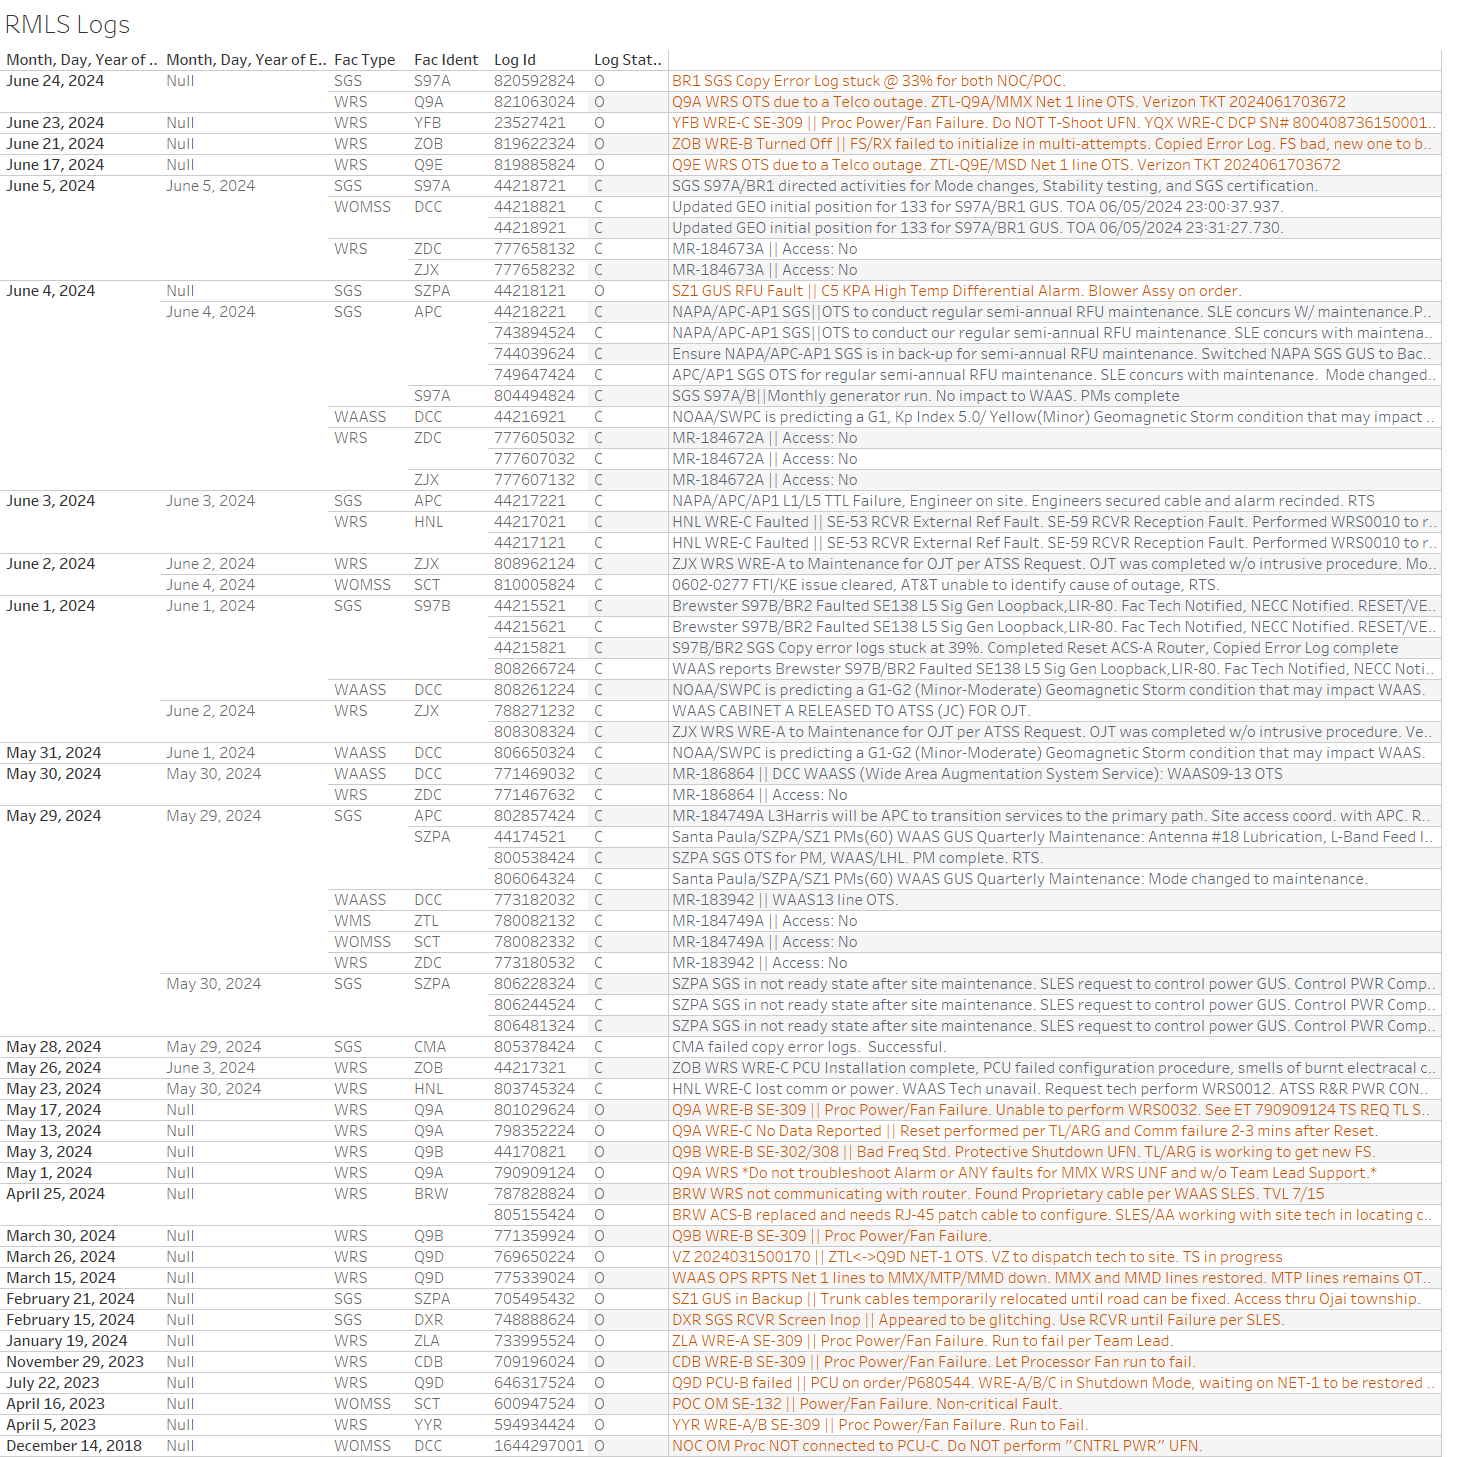 RMLS Logs
Month, Day, Year of .. Month, Day, Year of E.. Fac Type Fac Ident Log Id Log Stat..
June 24, 2024 Null SGS S97A 820592824 O BR1 SGS Copy Error Log stuck @ 33% for both NOC/POC.
WRS Q9A 821063024 O Q9A WRS OTS due to a Telco outage. ZTL-Q9A/MMX Net 1 line OTS. Verizon TKT 2024061703672
June 23, 2024 Null WRS YFB 23527421 O YFB WRE-C SE-309 || Proc Power/Fan Failure. Do NOT T-Shoot UFN. YQX WRE-C DCP SN# 800408736150001..
June 21, 2024 Null WRS ZOB 819622324 O ZOB WRE-B Turned Off || FS/RX failed to initialize in multi-attempts. Copied Error Log. FS bad, new one to b..
June 17, 2024 Null WRS Q9E 819885824 O Q9E WRS OTS due to a Telco outage. ZTL-Q9E/MSD Net 1 line OTS. Verizon TKT 2024061703672
June 5, 2024 June 5, 2024 SGS S97A 44218721 C SGS S97A/BR1 directed activities for Mode changes, Stability testing, and SGS certification.
WOMSS DCC 44218821 C Updated GEO initial position for 133 for S97A/BR1 GUS. TOA 06/05/2024 23:00:37.937.
44218921 C Updated GEO initial position for 133 for S97A/BR1 GUS. TOA 06/05/2024 23:31:27.730.
WRS ZDC 777658132 C MR-184673A || Access: No
ZJX 777658232 C MR-184673A || Access: No
June 4, 2024 Null SGS SZPA 44218121 O SZ1 GUS RFU Fault || C5 KPA High Temp Differential Alarm. Blower Assy on order.
June 4, 2024 SGS APC 44218221 C NAPA/APC-AP1 SGS||OTS to conduct regular semi-annual RFU maintenance. SLE concurs W/ maintenance.P..
743894524 C NAPA/APC-AP1 SGS||OTS to conduct our regular semi-annual RFU maintenance. SLE concurs with maintena..
744039624 C Ensure NAPA/APC-AP1 SGS is in back-up for semi-annual RFU maintenance. Switched NAPA SGS GUS to Bac..
749647424 C APC/AP1 SGS OTS for regular semi-annual RFU maintenance. SLE concurs with maintenance. Mode changed..
S97A 804494824 C SGS S97A/B||Monthly generator run. No impact to WAAS. PMs complete
WAASS DCC 44216921 C NOAA/SWPC is predicting a G1, Kp Index 5.0/ Yellow(Minor) Geomagnetic Storm condition that may impact ..
WRS ZDC 777605032 C MR-184672A || Access: No
777607032 C MR-184672A || Access: No
ZJX 777607132 C MR-184672A || Access: No
June 3, 2024 June 3, 2024 SGS APC 44217221 C NAPA/APC/AP1 L1/L5 TTL Failure, Engineer on site. Engineers secured cable and alarm recinded. RTS
WRS HNL 44217021 C HNL WRE-C Faulted || SE-53 RCVR External Ref Fault. SE-59 RCVR Reception Fault. Performed WRS0010 to r..
44217121 C HNL WRE-C Faulted || SE-53 RCVR External Ref Fault. SE-59 RCVR Reception Fault. Performed WRS0010 to r..
June 2, 2024 June 2, 2024 WRS ZJX 808962124 C ZJX WRS WRE-A to Maintenance for OJT per ATSS Request. OJT was completed w/o intrusive procedure. Mo..
June 4, 2024 WOMSS SCT 810005824 C 0602-0277 FTI/KE issue cleared, AT&T unable to identify cause of outage, RTS.
June 1, 2024 June 1, 2024 SGS S97B 44215521 C Brewster S97B/BR2 Faulted SE138 L5 Sig Gen Loopback,LIR-80. Fac Tech Notified, NECC Notified. RESET/VE..
44215621 C Brewster S97B/BR2 Faulted SE138 L5 Sig Gen Loopback,LIR-80. Fac Tech Notified, NECC Notified. RESET/VE..
44215821 C S97B/BR2 SGS Copy error logs stuck at 39%. Completed Reset ACS-A Router, Copied Error Log complete
808266724 C WAAS reports Brewster S97B/BR2 Faulted SE138 L5 Sig Gen Loopback,LIR-80. Fac Tech Notified, NECC Noti..
WAASS DCC 808261224 C NOAA/SWPC is predicting a G1-G2 (Minor-Moderate) Geomagnetic Storm condition that may impact WAAS.
June 2, 2024 WRS ZJX 788271232 C WAAS CABINET A RELEASED TO ATSS (JC) FOR OJT.
808308324 C ZJX WRS WRE-A to Maintenance for OJT per ATSS Request. OJT was completed w/o intrusive procedure. Ve..
May 31, 2024 June 1, 2024 WAASS DCC 806650324 C NOAA/SWPC is predicting a G1-G2 (Minor-Moderate) Geomagnetic Storm condition that may impact WAAS.
May 30, 2024 May 30, 2024 WAASS DCC 771469032 C MR-186864 || DCC WAASS (Wide Area Augmentation System Service): WAAS09-13 OTS
WRS ZDC 771467632 C MR-186864 || Access: No
May 29, 2024 May 29, 2024 SGS APC 802857424 C MR-184749A L3Harris will be APC to transition services to the primary path. Site access coord. with APC. R..
SZPA 44174521 C Santa Paula/SZPA/SZ1 PMs(60) WAAS GUS Quarterly Maintenance: Antenna #18 Lubrication, L-Band Feed I..
800538424 C SZPA SGS OTS for PM, WAAS/LHL. PM complete. RTS.
806064324 C Santa Paula/SZPA/SZ1 PMs(60) WAAS GUS Quarterly Maintenance: Mode changed to maintenance.
WAASS DCC 773182032 C MR-183942 || WAAS13 line OTS.
WMS ZTL 780082132 C MR-184749A || Access: No
WOMSS SCT 780082332 C MR-184749A || Access: No
WRS ZDC 773180532 C MR-183942 || Access: No
May 30, 2024 SGS SZPA 806228324 C SZPA SGS in not ready state after site maintenance. SLES request to control power GUS. Control PWR Comp..
806244524 C SZPA SGS in not ready state after site maintenance. SLES request to control power GUS. Control PWR Comp..
806481324 C SZPA SGS in not ready state after site maintenance. SLES request to control power GUS. Control PWR Comp..
May 28, 2024 May 29, 2024 SGS CMA 805378424 C CMA failed copy error logs. Successful.
May 26, 2024 June 3, 2024 WRS ZOB 44217321 C ZOB WRS WRE-C PCU Installation complete, PCU failed configuration procedure, smells of burnt electracal c..
May 23, 2024 May 30, 2024 WRS HNL 803745324 C HNL WRE-C lost comm or power. WAAS Tech unavail. Request tech perform WRS0012. ATSS R&R PWR CON..
May 17, 2024 Null WRS Q9A 801029624 O Q9A WRE-B SE-309 || Proc Power/Fan Failure. Unable to perform WRS0032. See ET 790909124 TS REQ TL S..
May 13, 2024 Null WRS Q9A 798352224 O Q9A WRE-C No Data Reported || Reset performed per TL/ARG and Comm failure 2-3 mins after Reset.
May 3, 2024 Null WRS Q9B 44170821 O Q9B WRE-B SE-302/308 || Bad Freq Std. Protective Shutdown UFN. TL/ARG is working to get new FS.
May 1, 2024 Null WRS Q9A 790909124 O Q9A WRS *Do not troubleshoot Alarm or ANY faults for MMX WRS UNF and w/o Team Lead Support.*
April 25, 2024 Null WRS BRW 787828824 O BRW WRS not communicating with router. Found Proprietary cable per WAAS SLES. TVL 7/15
805155424 O BRW ACS-B replaced and needs RJ-45 patch cable to configure. SLES/AA working with site tech in locating c..
March 30, 2024 Null WRS Q9B 771359924 O Q9B WRE-B SE-309 || Proc Power/Fan Failure.
March 26, 2024 Null WRS Q9D 769650224 O VZ 2024031500170 || ZTL<->Q9D NET-1 OTS. VZ to dispatch tech to site. TS in progress
March 15, 2024 Null WRS Q9D 775339024 O WAAS OPS RPTS Net 1 lines to MMX/MTP/MMD down. MMX and MMD lines restored. MTP lines remains OT..
February 21, 2024 Null SGS SZPA 705495432 O SZ1 GUS in Backup || Trunk cables temporarily relocated until road can be fixed. Access thru Ojai township.
February 15, 2024 Null SGS DXR 748888624 O DXR SGS RCVR Screen Inop || Appeared to be glitching. Use RCVR until Failure per SLES.
January 19, 2024 Null WRS ZLA 733995524 O ZLA WRE-A SE-309 || Proc Power/Fan Failure. Run to fail per Team Lead.
November 29, 2023 Null WRS CDB 709196024 O CDB WRE-B SE-309 || Proc Power/Fan Failure. Let Processor Fan run to fail.
July 22, 2023 Null WRS Q9D 646317524 O Q9D PCU-B failed || PCU on order/P680544. WRE-A/B/C in Shutdown Mode, waiting on NET-1 to be restored ..
April 16, 2023 Null WOMSS SCT 600947524 O POC OM SE-132 || Power/Fan Failure. Non-critical Fault.
April 5, 2023 Null WRS YYR 594934424 O YYR WRE-A/B SE-309 || Proc Power/Fan Failure. Run to Fail.
December 14, 2018 Null WOMSS DCC 1644297001 O NOC OM Proc NOT connected to PCU-C. Do NOT perform "CNTRL PWR" UFN.